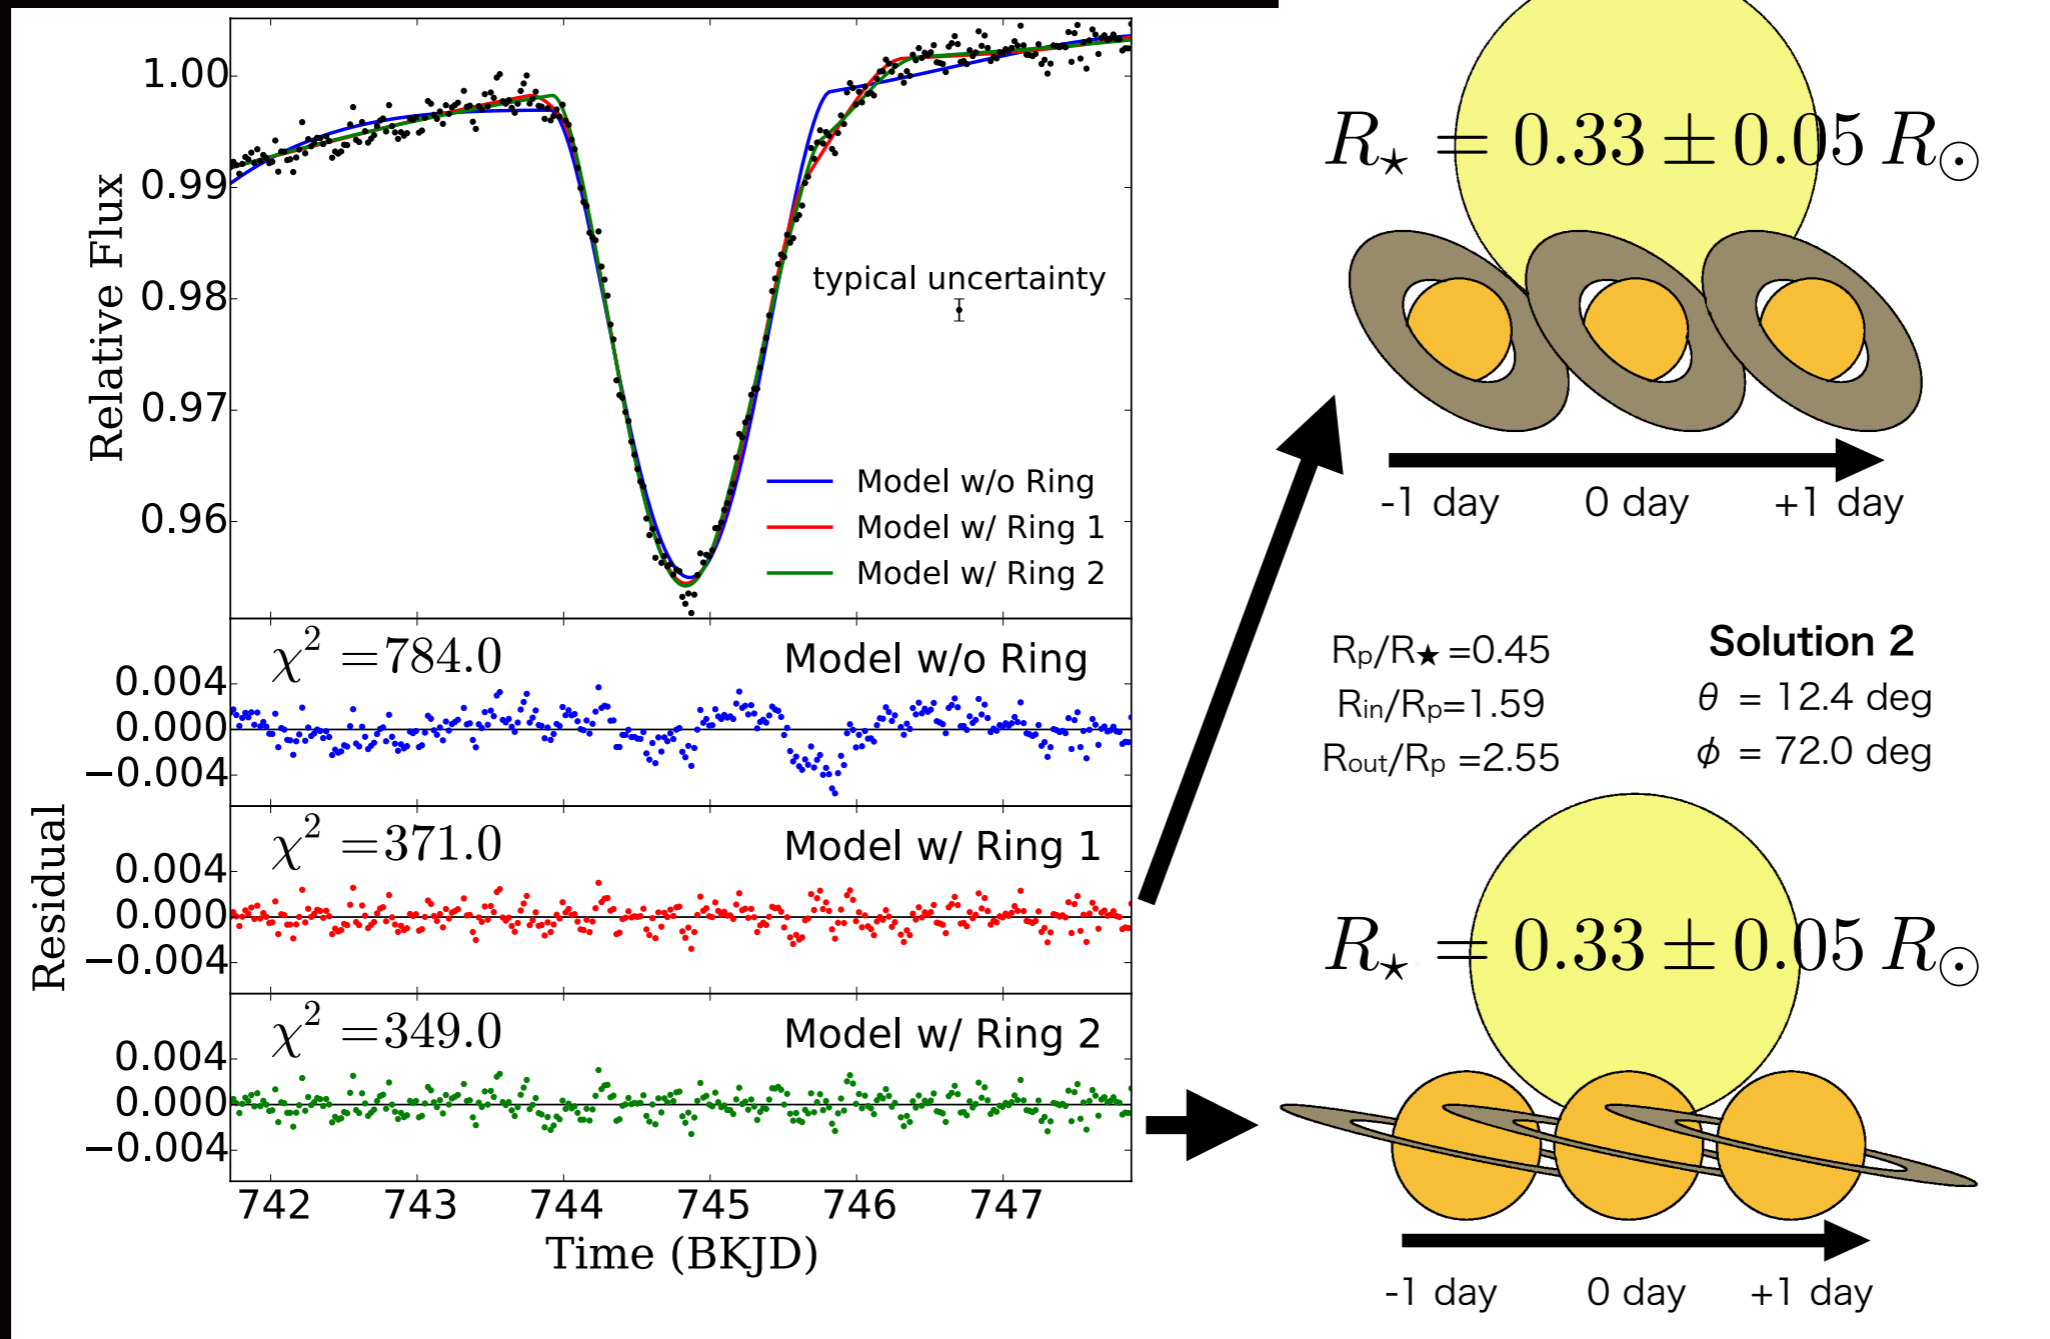 1.00
0.99
0.98
0.97
0.96
Relative Flux
typical uncertainty
Model w/o Ring
Model w/ Ring 1
Model w/ Ring 2
χ² =784.0 Model w/o Ring
0.004
0.000
−0.004
χ² =371.0 Model w/ Ring 1
0.004
0.000
−0.004
χ² =349.0 Model w/ Ring 2
0.004
0.000
−0.004
Residual
742 743 744 745 746 747
Time (BKJD)
R⋆ = 0.33 ± 0.05 R⊙
-1 day 0 day +1 day
Rp/R★ =0.45
Rin/Rp=1.59
Rout/Rp =2.55
Solution 2
θ = 12.4 deg
ϕ = 72.0 deg
R⋆ = 0.33 ± 0.05 R⊙
-1 day 0 day +1 day